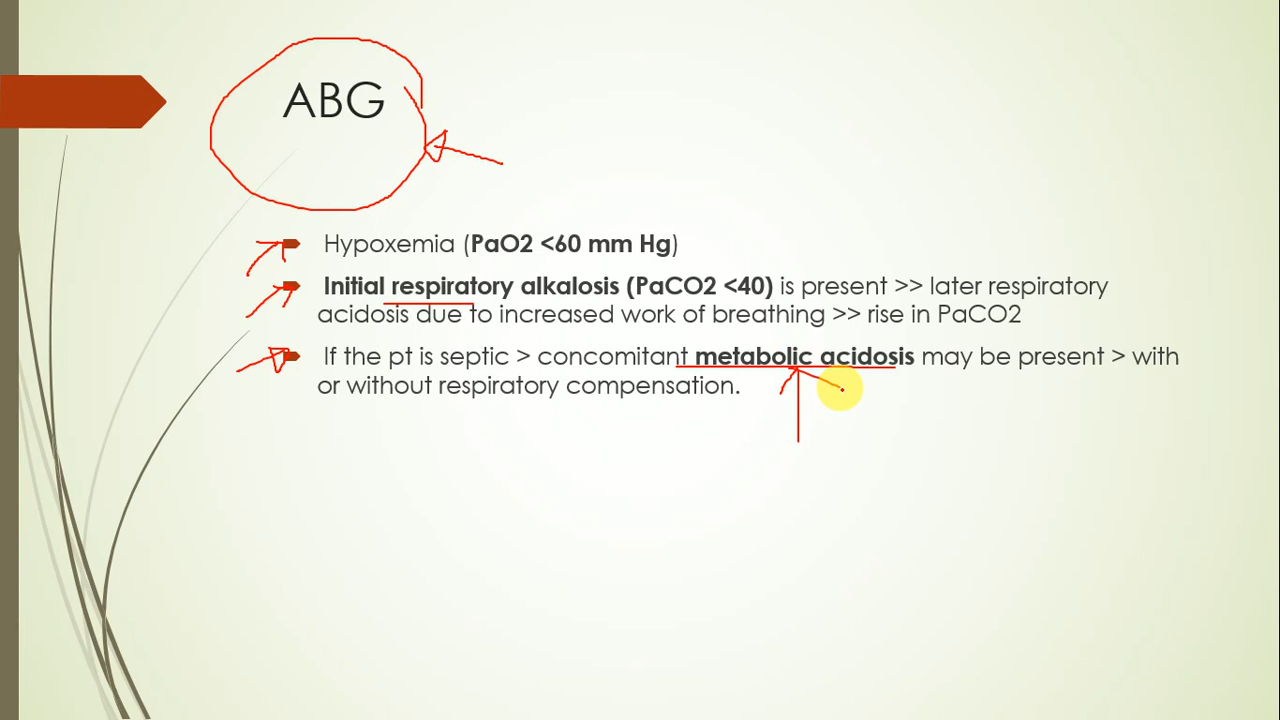 ABG
Hypoxemia (PaO2 <60 mm Hg)
Initial respiratory alkalosis (PaCO2 <40) is present >> later respiratory
acidosis due to increased work of breathing >> rise in PaCO2
If the pt is septic > concomitant metabolic acidosis may be present > with
or without respiratory compensation.